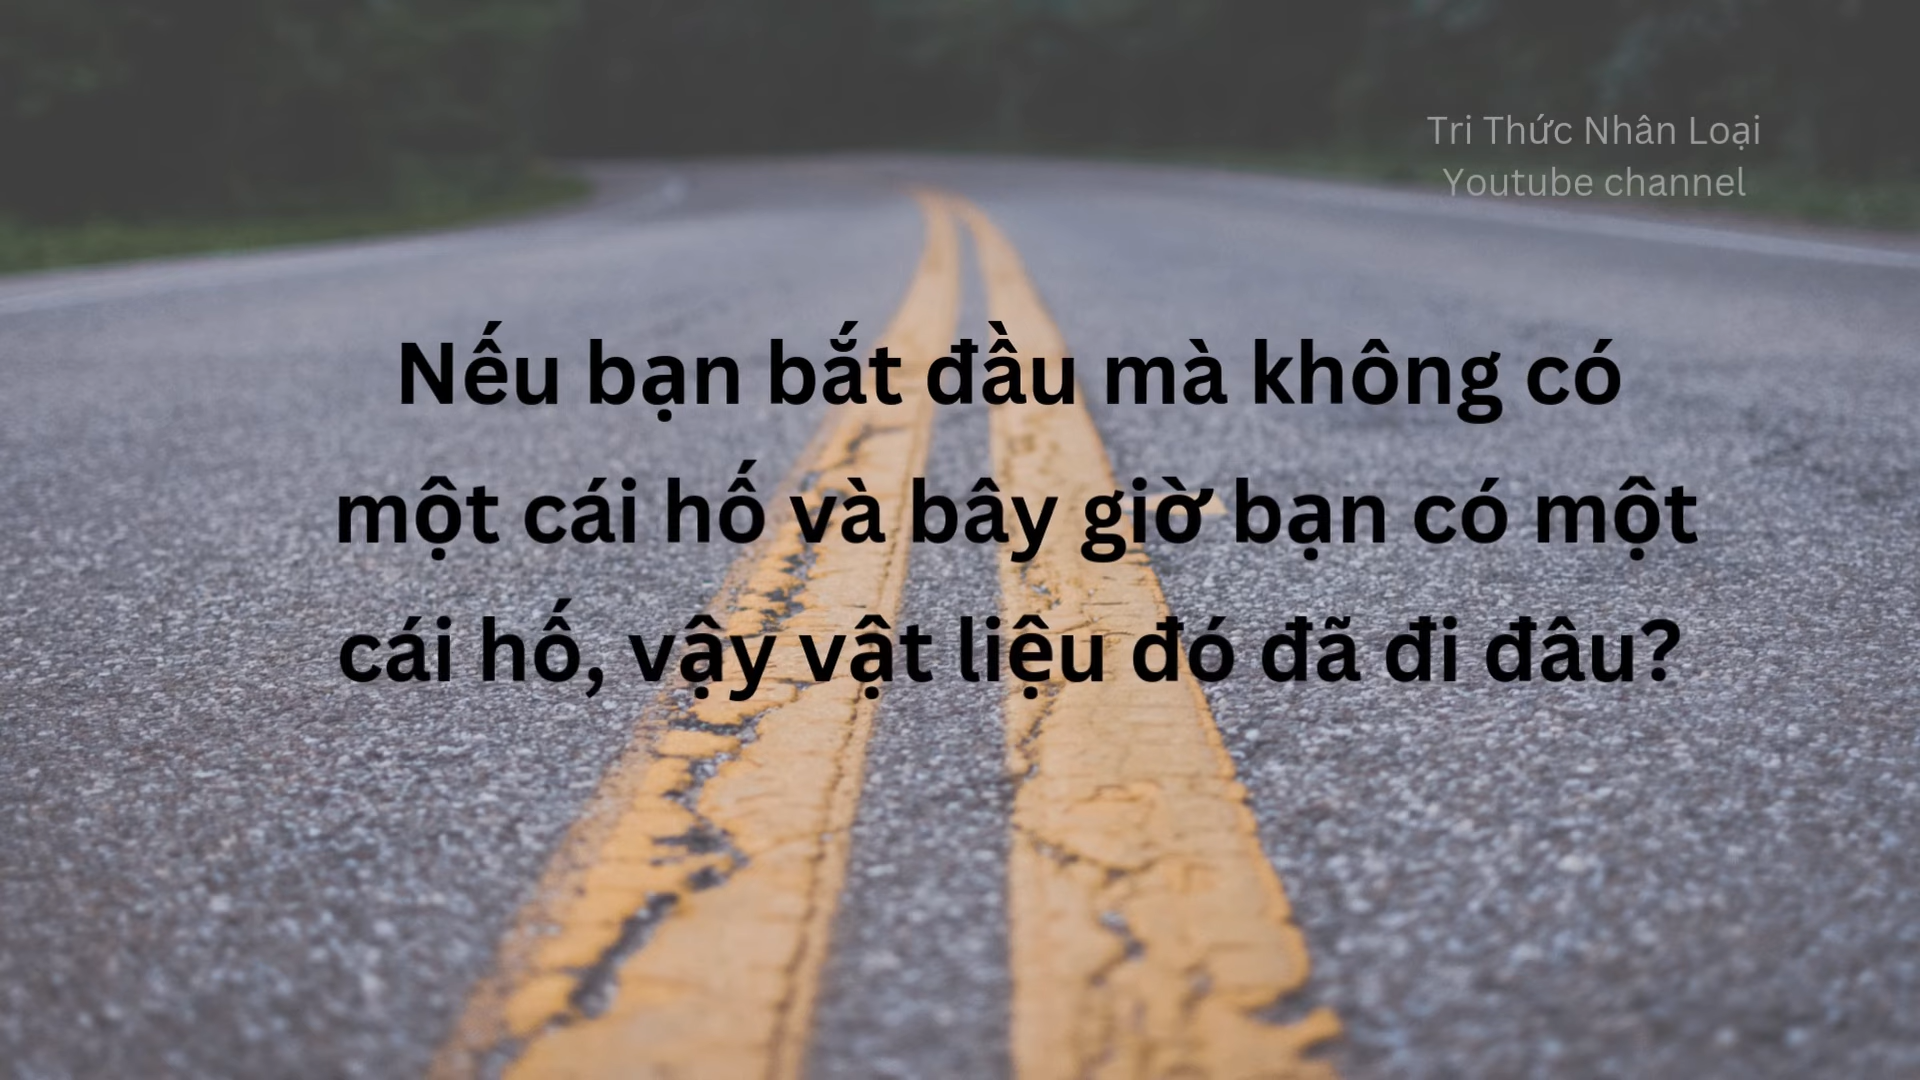 Tri Thức Nhân Loại
Youtube channel
Nếu bạn bắt đầu mà không có
một cái hố và bây giờ bạn có một
cái hố, vậy vật liệu đó đã đi đâu?